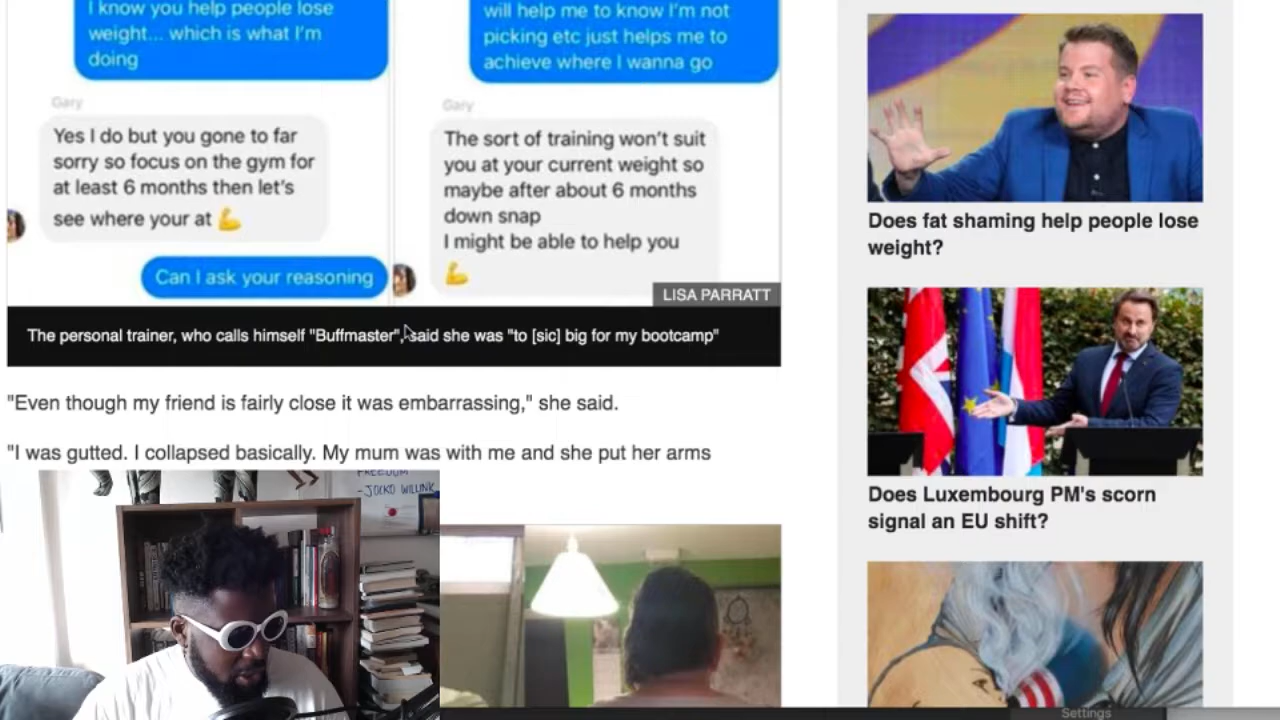 I know you help people lose
weight... which is what I'm
doing
Gary
Yes I do but you gone to far
sorry so focus on the gym for
at least 6 months then let's
see where your at 💪
Can I ask your reasoning
will help me to know I'm not
picking etc just helps me to
achieve where I wanna go
Gary
The sort of training won't suit
you at your current weight so
maybe after about 6 months
down snap
I might be able to help you
💪
LISA PARRATT
The personal trainer, who calls himself "Buffmaster", said she was "to [sic] big for my bootcamp"
"Even though my friend is fairly close it was embarrassing," she said.
"I was gutted. I collapsed basically. My mum was with me and she put her arms
FREEDOM
-JOCKO WILLINK
Does fat shaming help people lose
weight?
Does Luxembourg PM's scorn
signal an EU shift?
Settings